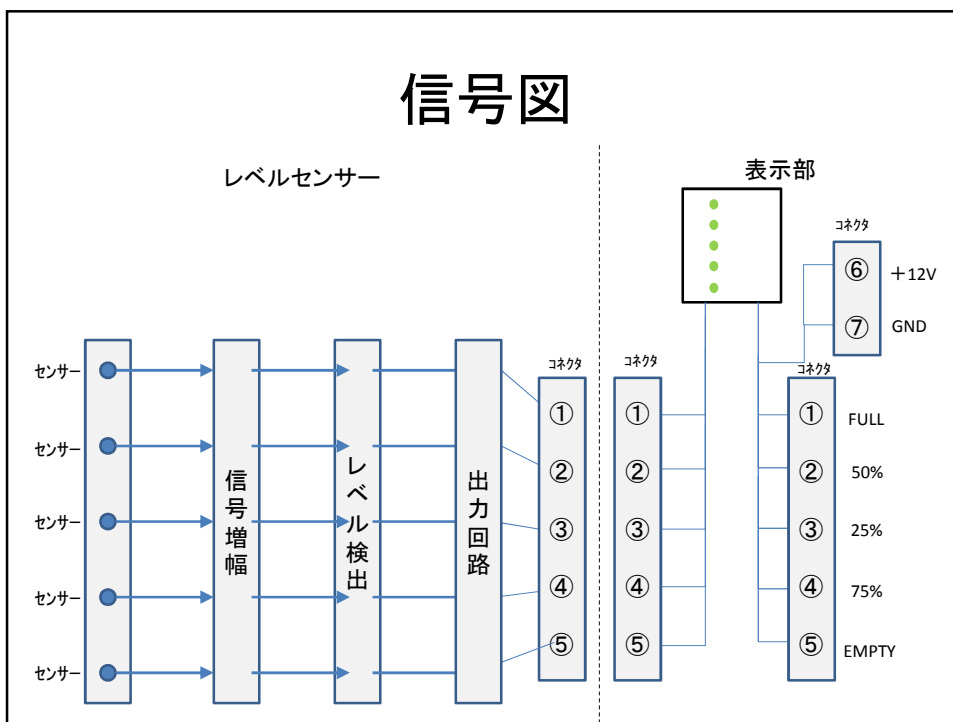 信号図
レベルセンサー
表示部
ｺﾈｸﾀ
⑥ ＋12V
⑦ GND
センサー
センサー
センサー
センサー
センサー
信号増幅
レベル検出
出力回路
ｺﾈｸﾀ
①
②
③
④
⑤
ｺﾈｸﾀ
①
②
③
④
⑤
ｺﾈｸﾀ
① FULL
② 50%
③ 25%
④ 75%
⑤ EMPTY